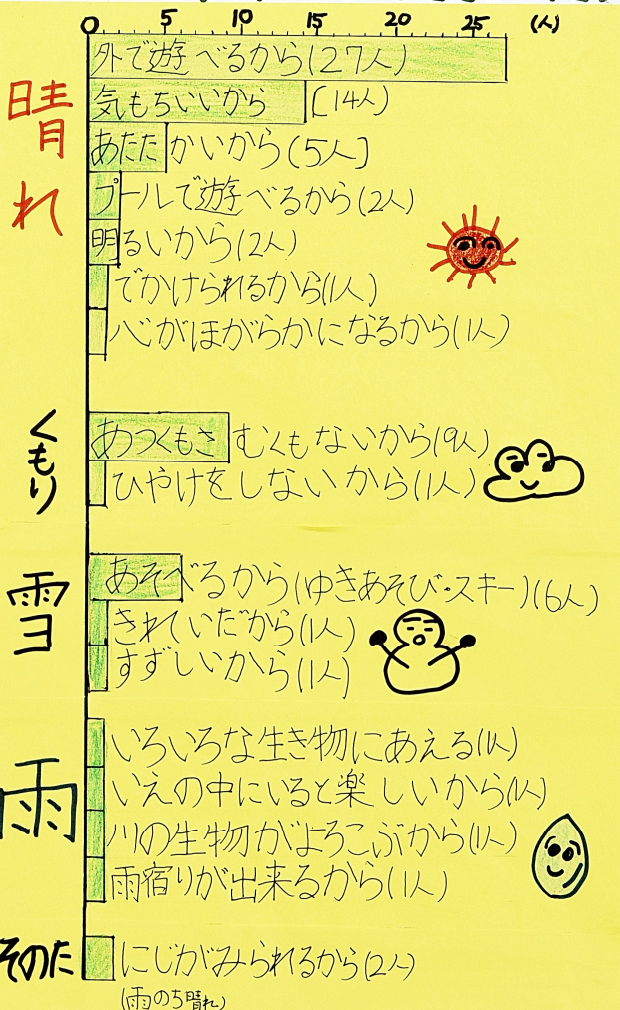 0 5 10 15 20 25 (人)
晴れ
外で遊べるから(27人)
気もちいいから [14人)
あたたかいから(5人]
プールで遊べるから(2人)
明るいから(2人)
でかけられるから(1人)
心がほがらかになるから(1人)
くもり
あつくもさむくもないから(9人)
ひやけをしないから(1人)
雪
あそべるから(ゆきあそび・スキー)(6人)
きれいだから(1人)
すずしいから(1人)
雨
いろいろな生き物にあえる(1人)
いえの中にいると楽しいから(1人)
川の生物がよろこぶから(1人)
雨宿りが出来るから(1人)
そのた
にじがみられるから(2人)
(雨のち晴れ)